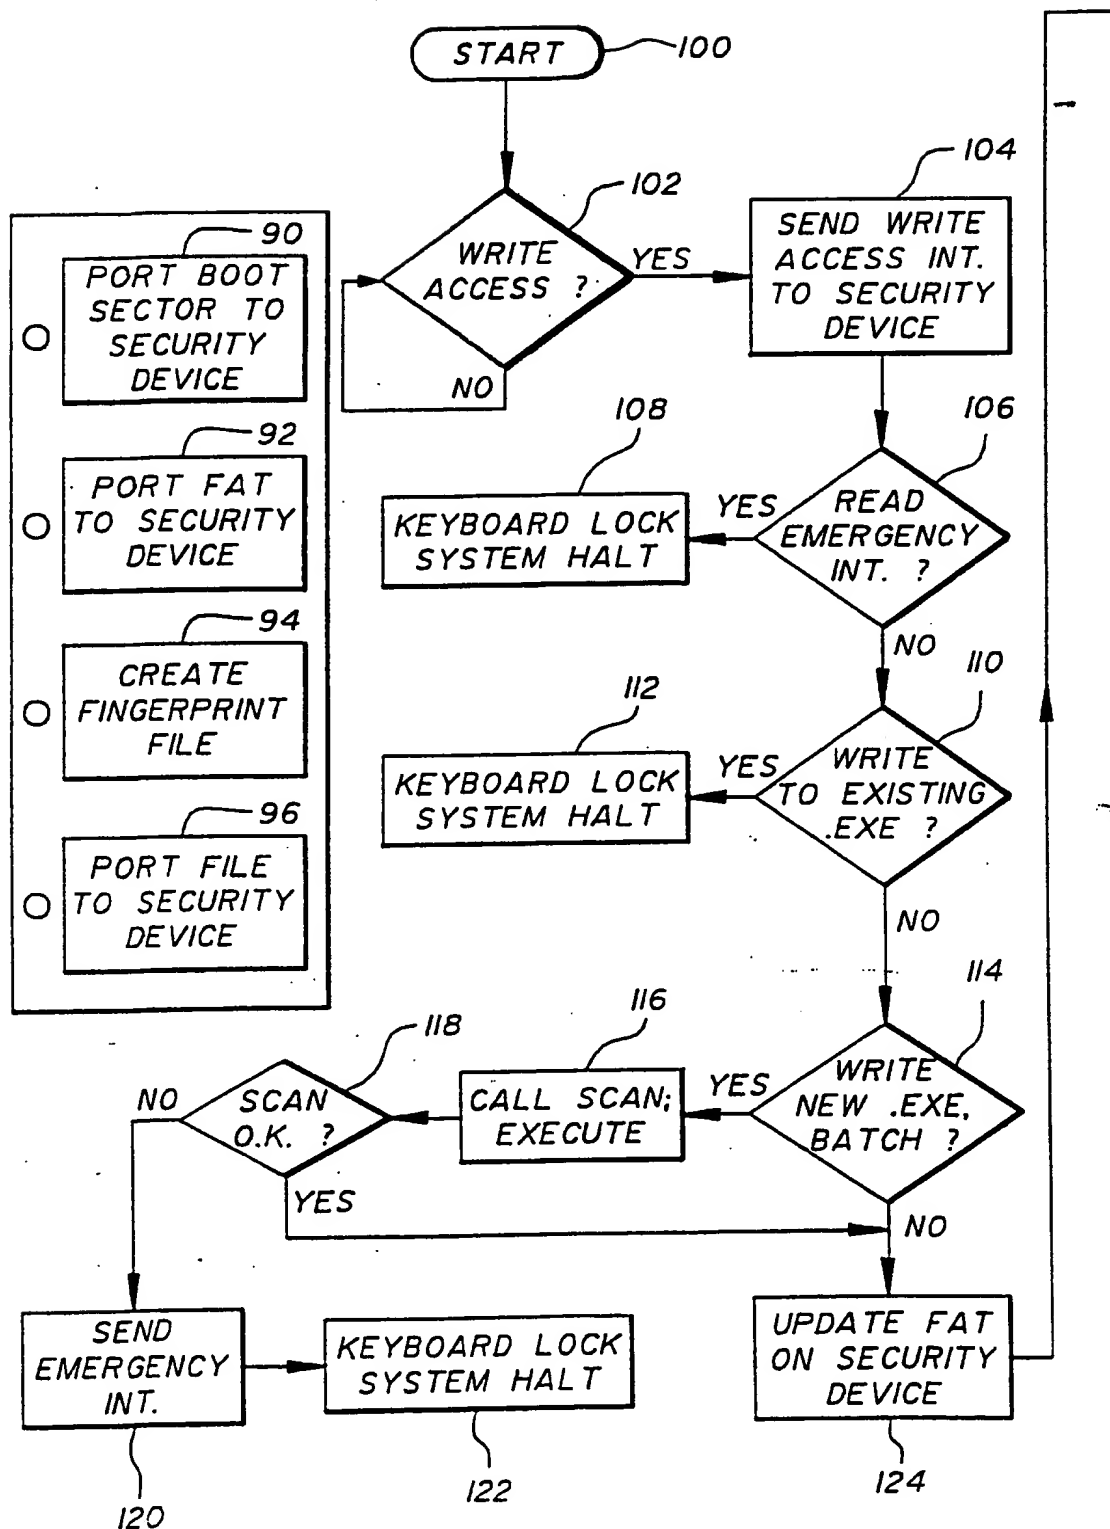 START
100
102
WRITE
ACCESS ?
YES
NO
104
SEND WRITE
ACCESS INT.
TO SECURITY
DEVICE
90
PORT BOOT
SECTOR TO
SECURITY
DEVICE
92
PORT FAT
TO SECURITY
DEVICE
94
CREATE
FINGERPRINT
FILE
96
PORT FILE
TO SECURITY
DEVICE
106
READ
EMERGENCY
INT. ?
YES
NO
108
KEYBOARD LOCK
SYSTEM HALT
110
WRITE
TO EXISTING
.EXE ?
YES
NO
112
KEYBOARD LOCK
SYSTEM HALT
114
WRITE
NEW .EXE,
BATCH ?
YES
NO
116
CALL SCAN;
EXECUTE
118
SCAN
O.K. ?
NO
YES
SEND
EMERGENCY
INT.
120
KEYBOARD LOCK
SYSTEM HALT
122
UPDATE FAT
ON SECURITY
DEVICE
124